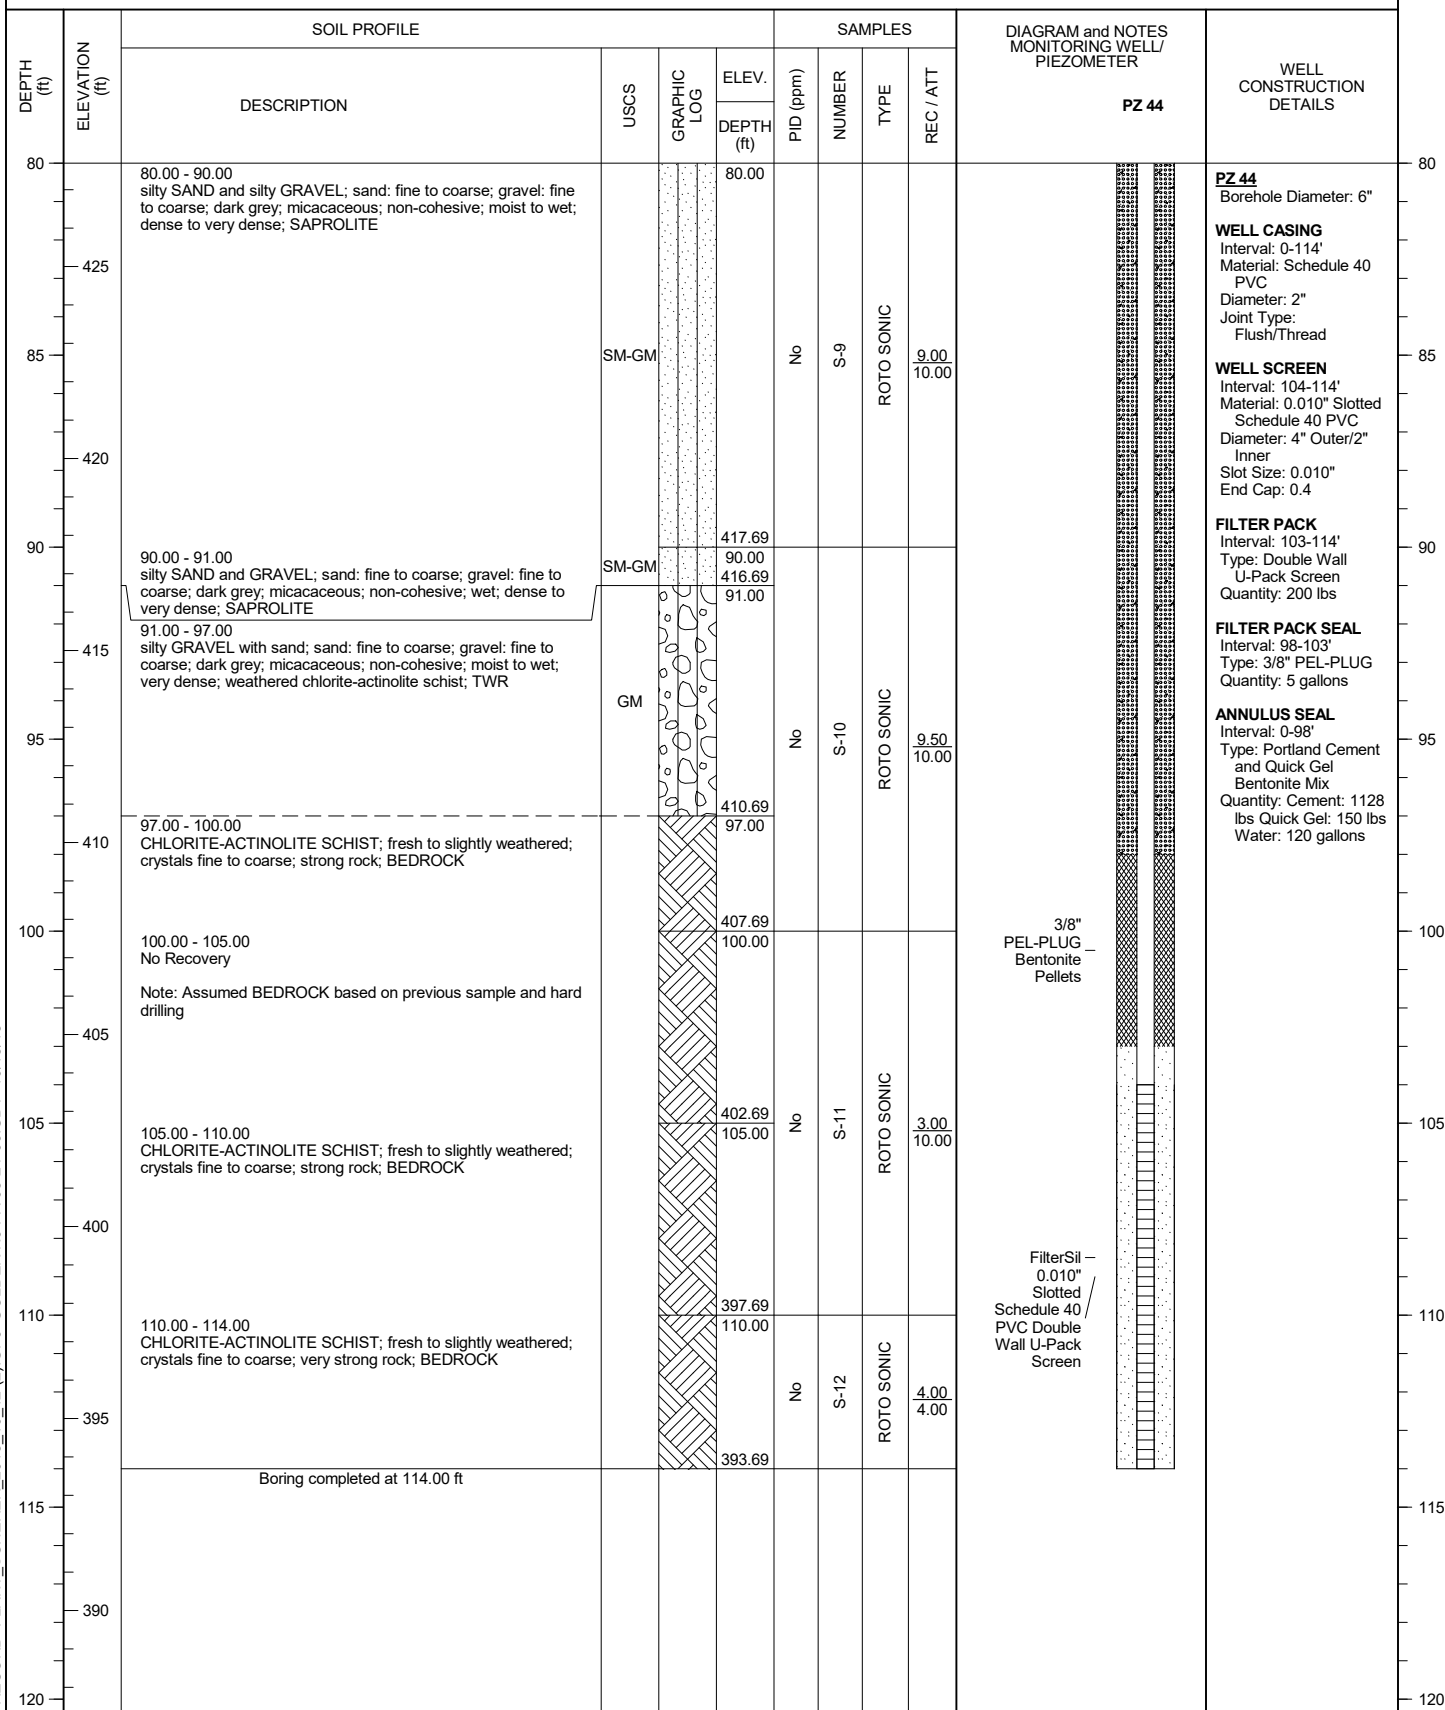 SOIL PROFILE
SAMPLES
DIAGRAM and NOTES
MONITORING WELL/
PIEZOMETER
PZ 44
WELL
CONSTRUCTION
DETAILS
DEPTH
(ft)
ELEVATION
(ft)
DESCRIPTION
USCS
GRAPHIC
LOG
ELEV.
DEPTH
(ft)
PID (ppm)
NUMBER
TYPE
REC / ATT
80
85
90
95
100
105
110
115
120
425
420
415
410
405
400
395
390
80.00 - 90.00
silty SAND and silty GRAVEL; sand: fine to coarse; gravel: fine
to coarse; dark grey; micacaceous; non-cohesive; moist to wet;
dense to very dense; SAPROLITE
90.00 - 91.00
silty SAND and GRAVEL; sand: fine to coarse; gravel: fine to
coarse; dark grey; micacaceous; non-cohesive; wet; dense to
very dense; SAPROLITE
91.00 - 97.00
silty GRAVEL with sand; sand: fine to coarse; gravel: fine to
coarse; dark grey; micacaceous; non-cohesive; moist to wet;
very dense; weathered chlorite-actinolite schist; TWR
97.00 - 100.00
CHLORITE-ACTINOLITE SCHIST; fresh to slightly weathered;
crystals fine to coarse; strong rock; BEDROCK
100.00 - 105.00
No Recovery
Note: Assumed BEDROCK based on previous sample and hard
drilling
105.00 - 110.00
CHLORITE-ACTINOLITE SCHIST; fresh to slightly weathered;
crystals fine to coarse; strong rock; BEDROCK
110.00 - 114.00
CHLORITE-ACTINOLITE SCHIST; fresh to slightly weathered;
crystals fine to coarse; very strong rock; BEDROCK
Boring completed at 114.00 ft
SM-GM
SM-GM
GM
80.00
417.69
90.00
416.69
91.00
410.69
97.00
407.69
100.00
402.69
105.00
397.69
110.00
393.69
No
S-9
ROTO SONIC
9.00
10.00
No
S-10
ROTO SONIC
9.50
10.00
No
S-11
ROTO SONIC
3.00
10.00
No
S-12
ROTO SONIC
4.00
4.00
3/8"
PEL-PLUG
Bentonite
Pellets
FilterSil
0.010"
Slotted
Schedule 40
PVC Double
Wall U-Pack
Screen
PZ 44
Borehole Diameter: 6"
WELL CASING
Interval: 0-114'
Material: Schedule 40
PVC
Diameter: 2"
Joint Type:
Flush/Thread
WELL SCREEN
Interval: 104-114'
Material: 0.010" Slotted
Schedule 40 PVC
Diameter: 4" Outer/2"
Inner
Slot Size: 0.010"
End Cap: 0.4
FILTER PACK
Interval: 103-114'
Type: Double Wall
U-Pack Screen
Quantity: 200 lbs
FILTER PACK SEAL
Interval: 98-103'
Type: 3/8" PEL-PLUG
Quantity: 5 gallons
ANNULUS SEAL
Interval: 0-98'
Type: Portland Cement
and Quick Gel
Bentonite Mix
Quantity: Cement: 1128
lbs Quick Gel: 150 lbs
Water: 120 gallons
80
85
90
95
100
105
110
115
120